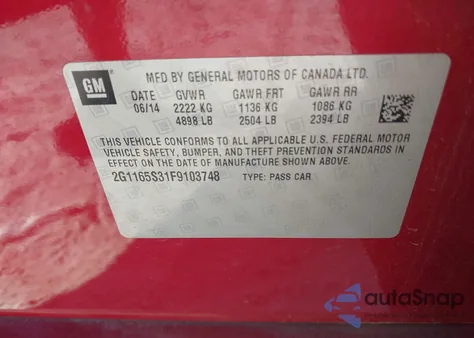 GM
MFD BY GENERAL MOTORS OF CANADA LTD.
DATE GVWR GAWR FRT GAWR RR
06/14 2222 KG 1136 KG 1086 KG
4898 LB 2504 LB 2394 LB
THIS VEHICLE CONFORMS TO ALL APPLICABLE U.S. FEDERAL MOTOR
VEHICLE SAFETY, BUMPER, AND THEFT PREVENTION STANDARDS IN
EFFECT ON THE DATE OF MANUFACTURE SHOWN ABOVE.
2G1165S31F9103748 TYPE: PASS CAR
autoSnap